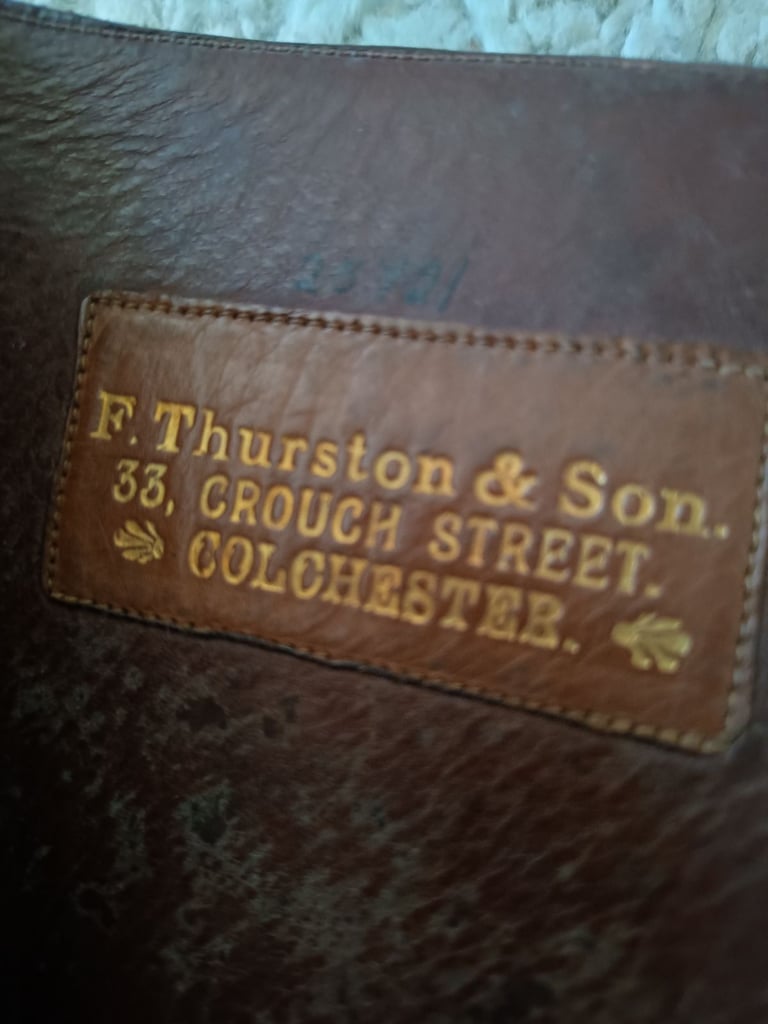 F. Thurston & Son.
33, CROUCH STREET.
COLCHESTER.